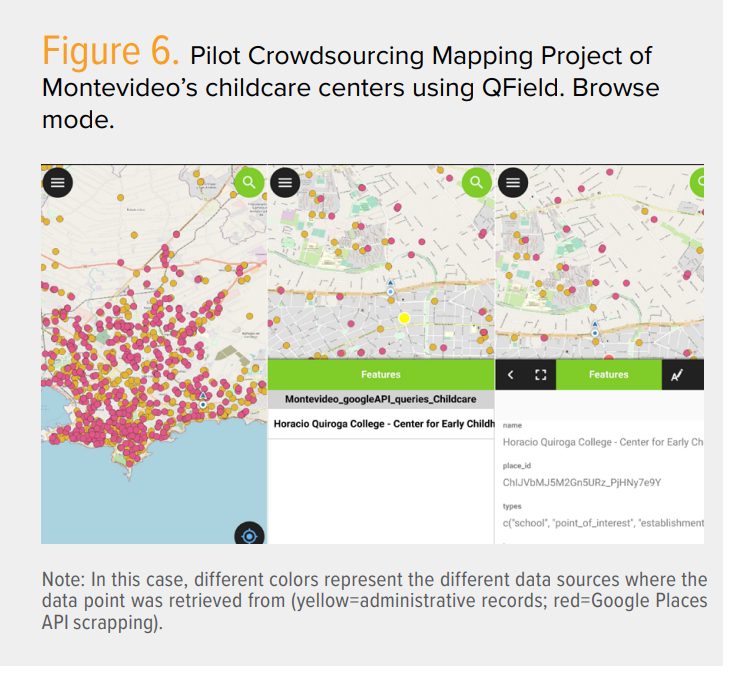 Figure 6. Pilot Crowdsourcing Mapping Project of
Montevideo's childcare centers using QField. Browse
mode.
Features
Montevideo_googleAPI_queries_Childcare
Horacio Quiroga College - Center for Early Childh
Features
name
Horacio Quiroga College - Center for Early Ch
place_id
types
c("school", "point_of_interest", "establishment
Note: In this case, different colors represent the different data sources where the
data point was retrieved from (yellow=administrative records; red=Google Places
API scrapping).